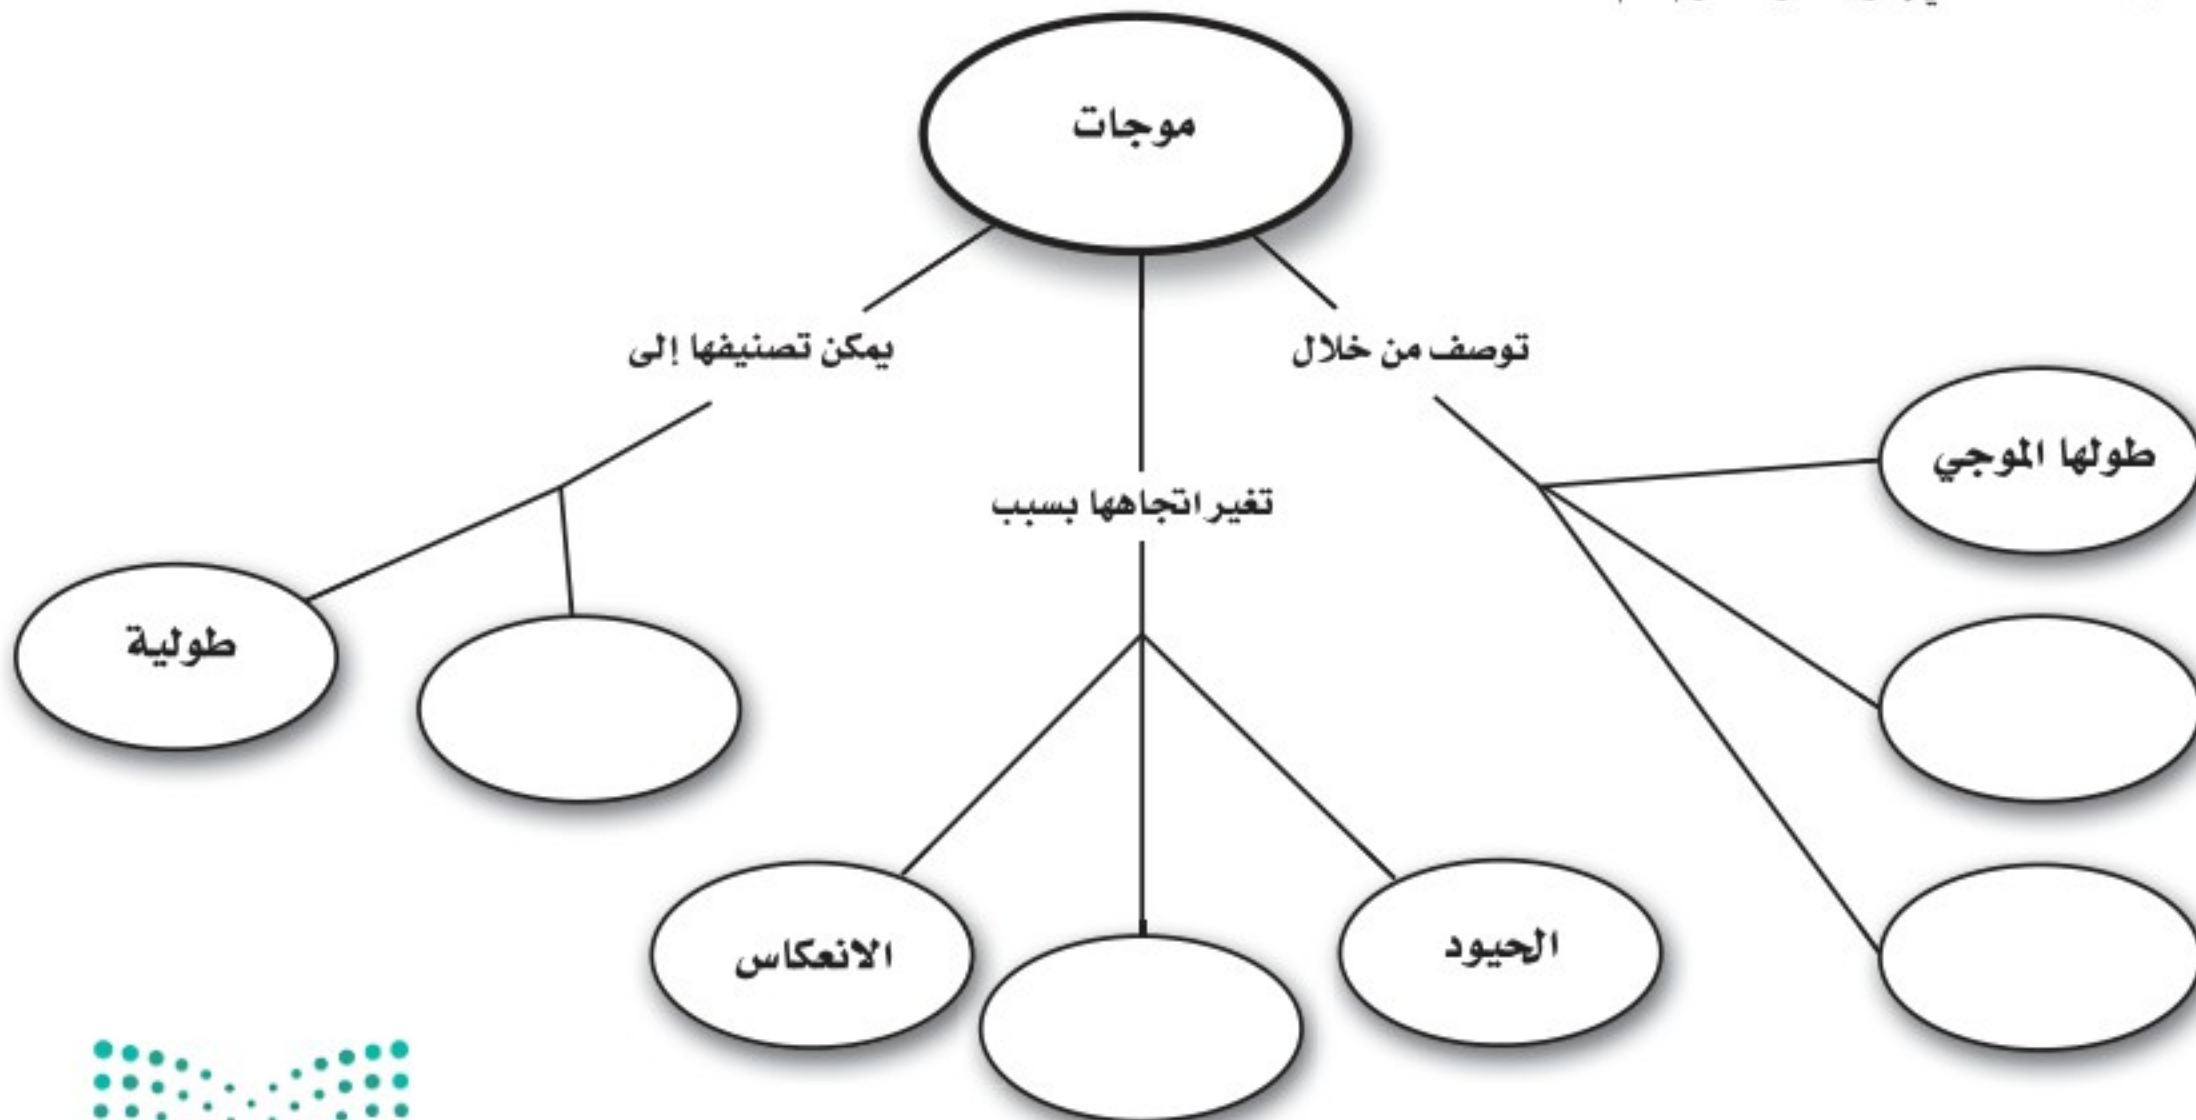 موجات
توصف من خلال
يمكن تصنيفها إلى
طولها الموجي
تغير اتجاهها بسبب
طولية
الحيود
الانعكاس